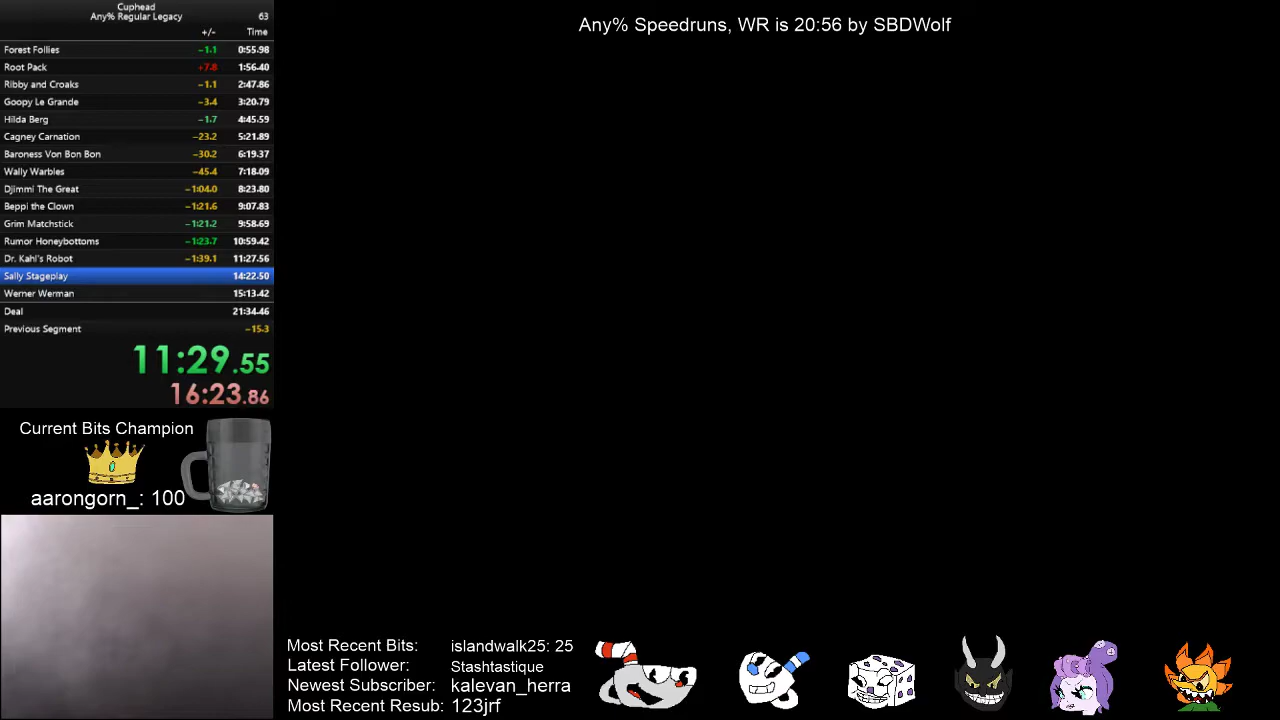 Cuphead
Any% Regular Legacy 63
+/- Time
Forest Follies −1.1 0:55.98
Root Pack +7.8 1:56.40
Ribby and Croaks −1.1 2:47.86
Goopy Le Grande −3.4 3:20.79
Hilda Berg −1.7 4:45.59
Cagney Carnation −23.2 5:21.89
Baroness Von Bon Bon −30.2 6:19.37
Wally Warbles −45.4 7:18.09
Djimmi The Great −1:04.0 8:23.80
Beppi the Clown −1:21.6 9:07.83
Grim Matchstick −1:21.2 9:58.69
Rumor Honeybottoms −1:23.7 10:59.42
Dr. Kahl's Robot −1:39.1 11:27.56
Sally Stageplay 14:22.50
Werner Werman 15:13.42
Deal 21:34.46
Previous Segment −15.3
11:29.55
16:23.86
Current Bits Champion
aarongorn_: 100
Any% Speedruns, WR is 20:56 by SBDWolf
Most Recent Bits: islandwalk25: 25
Latest Follower: Stashtastique
Newest Subscriber: kalevan_herra
Most Recent Resub: 123jrf